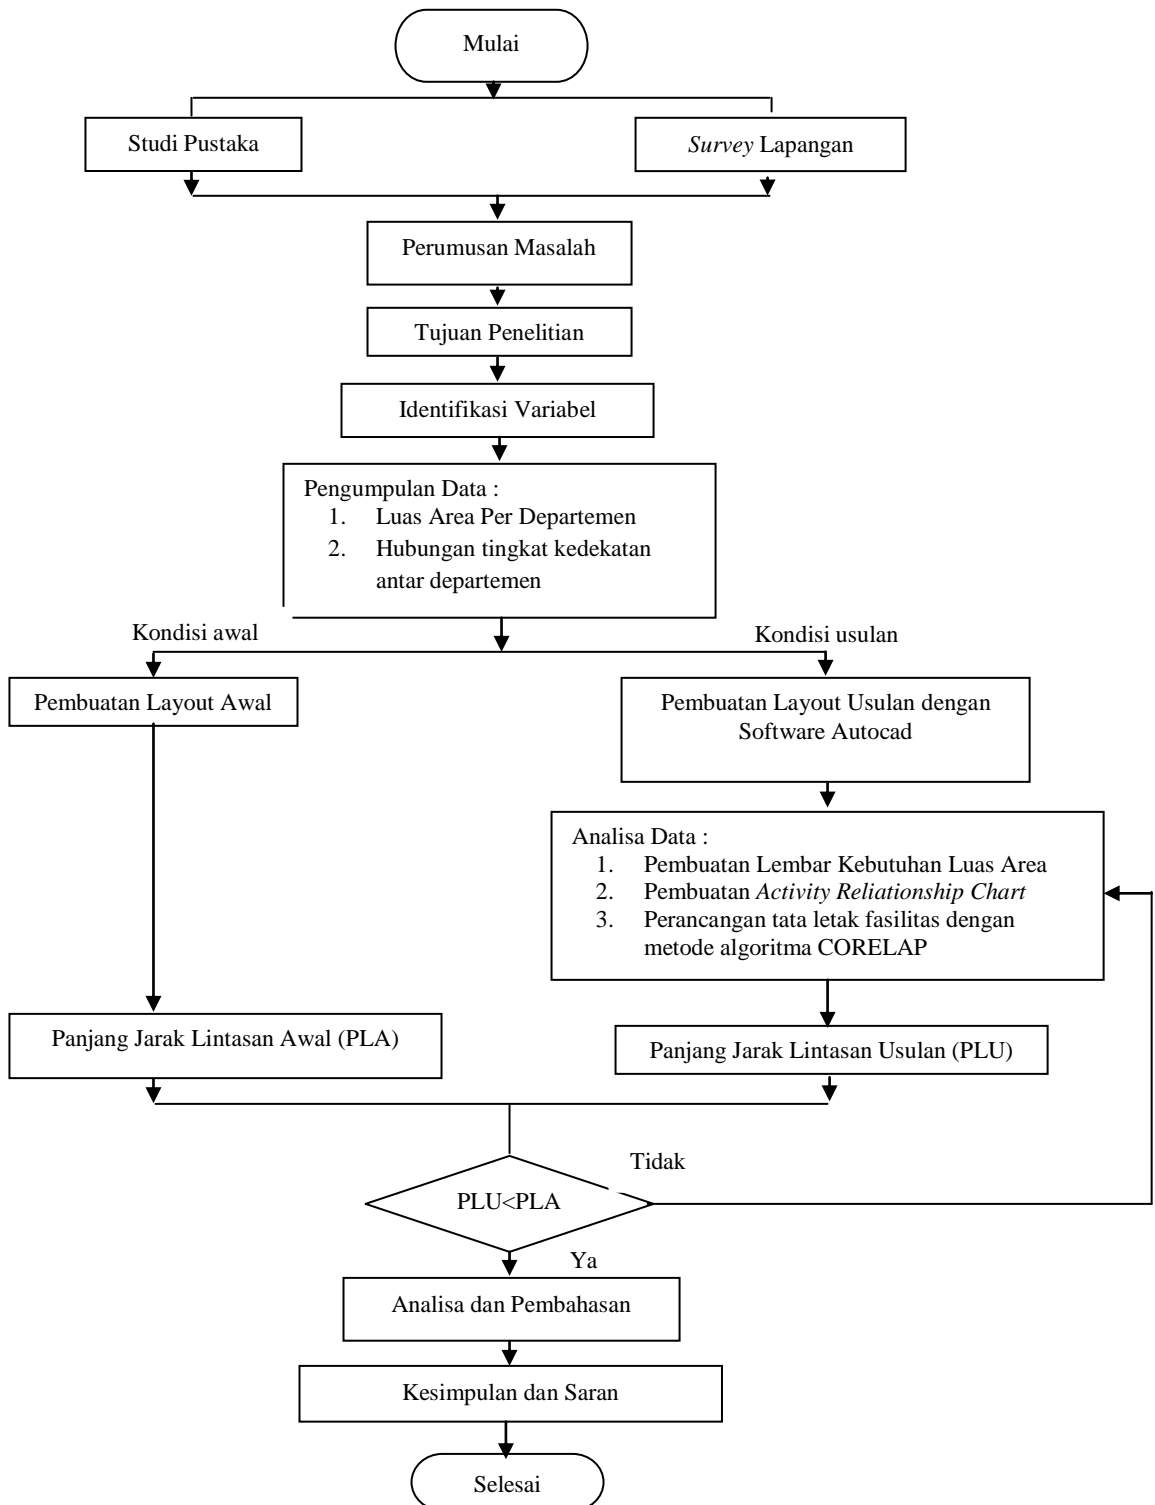 Mulai
Studi Pustaka
Survey Lapangan
Perumusan Masalah
Tujuan Penelitian
Identifikasi Variabel
Pengumpulan Data :
1. Luas Area Per Departemen
2. Hubungan tingkat kedekatan
antar departemen
Kondisi awal
Kondisi usulan
Pembuatan Layout Awal
Pembuatan Layout Usulan dengan
Software Autocad
Analisa Data :
1. Pembuatan Lembar Kebutuhan Luas Area
2. Pembuatan Activity Reliationship Chart
3. Perancangan tata letak fasilitas dengan
metode algoritma CORELAP
Panjang Jarak Lintasan Awal (PLA)
Panjang Jarak Lintasan Usulan (PLU)
Tidak
PLU<PLA
Ya
Analisa dan Pembahasan
Kesimpulan dan Saran
Selesai